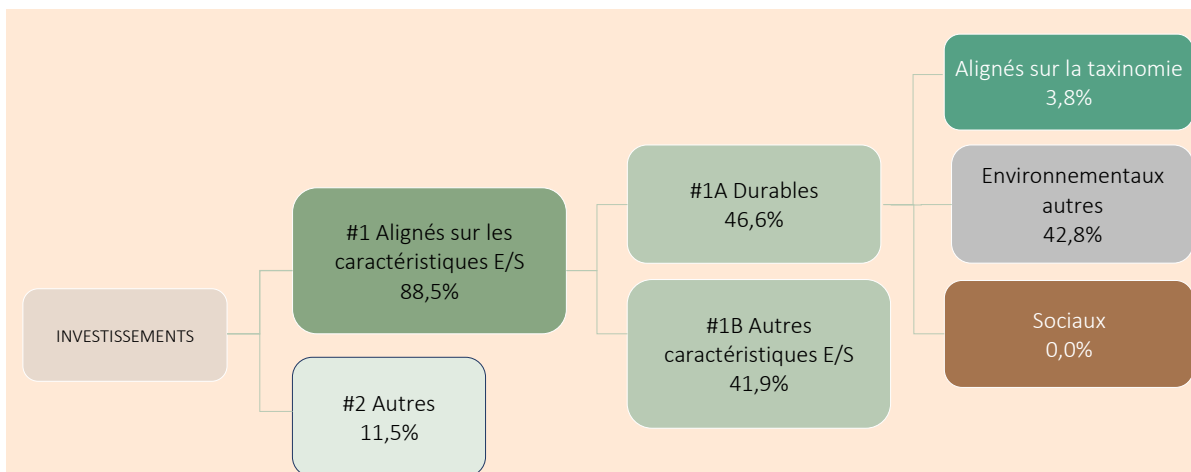 INVESTISSEMENTS
#1 Alignés sur les
caractéristiques E/S
88,5%
#2 Autres
11,5%
#1A Durables
46,6%
#1B Autres
caractéristiques E/S
41,9%
Alignés sur la taxinomie
3,8%
Environnementaux
autres
42,8%
Sociaux
0,0%